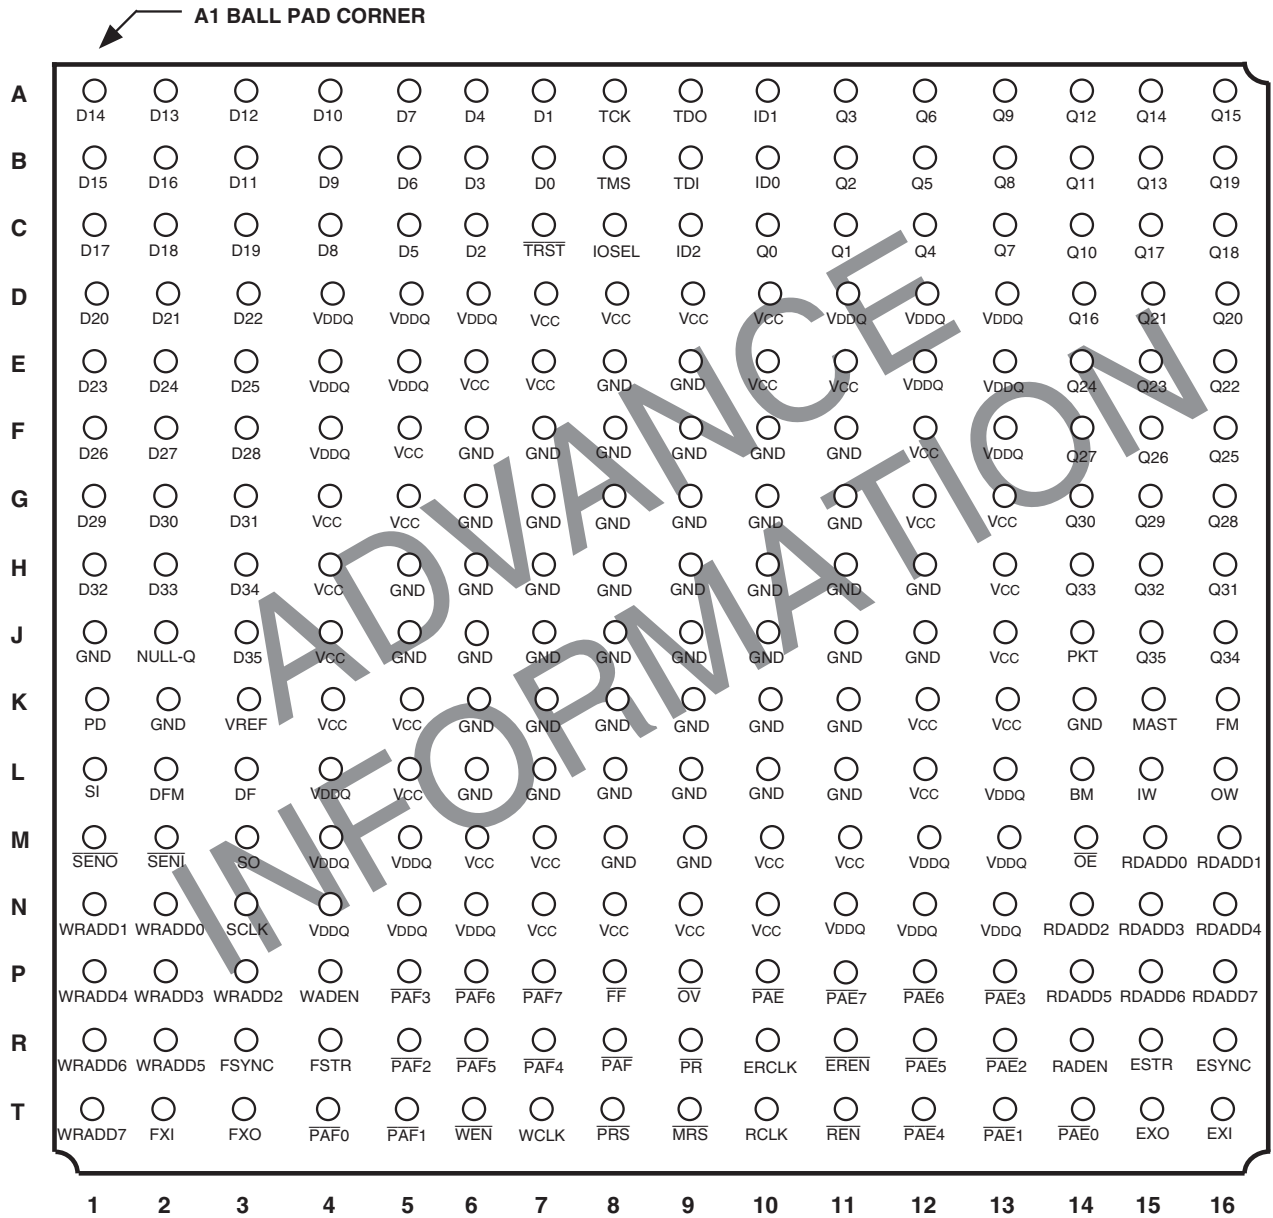 A1 BALL PAD CORNER
A
D14 D13 D12 D10 D7 D4 D1 TCK TDO ID1 Q3 Q6 Q9 Q12 Q14 Q15
B
D15 D16 D11 D9 D6 D3 D0 TMS TDI ID0 Q2 Q5 Q8 Q11 Q13 Q19
C
D17 D18 D19 D8 D5 D2 TRST IOSEL ID2 Q0 Q1 Q4 Q7 Q10 Q17 Q18
D
D20 D21 D22 VDDQ VDDQ VDDQ VCC VCC VCC VCC VDDQ VDDQ VDDQ Q16 Q21 Q20
E
D23 D24 D25 VDDQ VDDQ VCC VCC GND GND VCC VCC VDDQ VDDQ Q24 Q23 Q22
F
D26 D27 D28 VDDQ VCC GND GND GND GND GND GND VCC VDDQ Q27 Q26 Q25
G
D29 D30 D31 VCC VCC GND GND GND GND GND GND VCC VCC Q30 Q29 Q28
H
D32 D33 D34 VCC GND GND GND GND GND GND GND GND VCC Q33 Q32 Q31
J
GND NULL-Q D35 VCC GND GND GND GND GND GND GND GND VCC PKT Q35 Q34
K
PD GND VREF VCC VCC GND GND GND GND GND GND VCC VCC GND MAST FM
L
SI DFM DF VDDQ VCC GND GND GND GND GND GND VCC VDDQ BM IW OW
M
SENO SENI SO VDDQ VDDQ VCC VCC GND GND VCC VCC VDDQ VDDQ OE RDADD0 RDADD1
N
WRADD1 WRADD0 SCLK VDDQ VDDQ VDDQ VCC VCC VCC VCC VDDQ VDDQ VDDQ RDADD2 RDADD3 RDADD4
P
WRADD4 WRADD3 WRADD2 WADEN PAF3 PAF6 PAF7 FF OV PAE PAE7 PAE6 PAE3 RDADD5 RDADD6 RDADD7
R
WRADD6 WRADD5 FSYNC FSTR PAF2 PAF5 PAF4 PAF PR ERCLK EREN PAE5 PAE2 RADEN ESTR ESYNC
T
WRADD7 FXI FXO PAF0 PAF1 WEN WCLK PRS MRS RCLK REN PAE4 PAE1 PAE0 EXO EXI
1 2 3 4 5 6 7 8 9 10 11 12 13 14 15 16
ADVANCE
INFORMATION